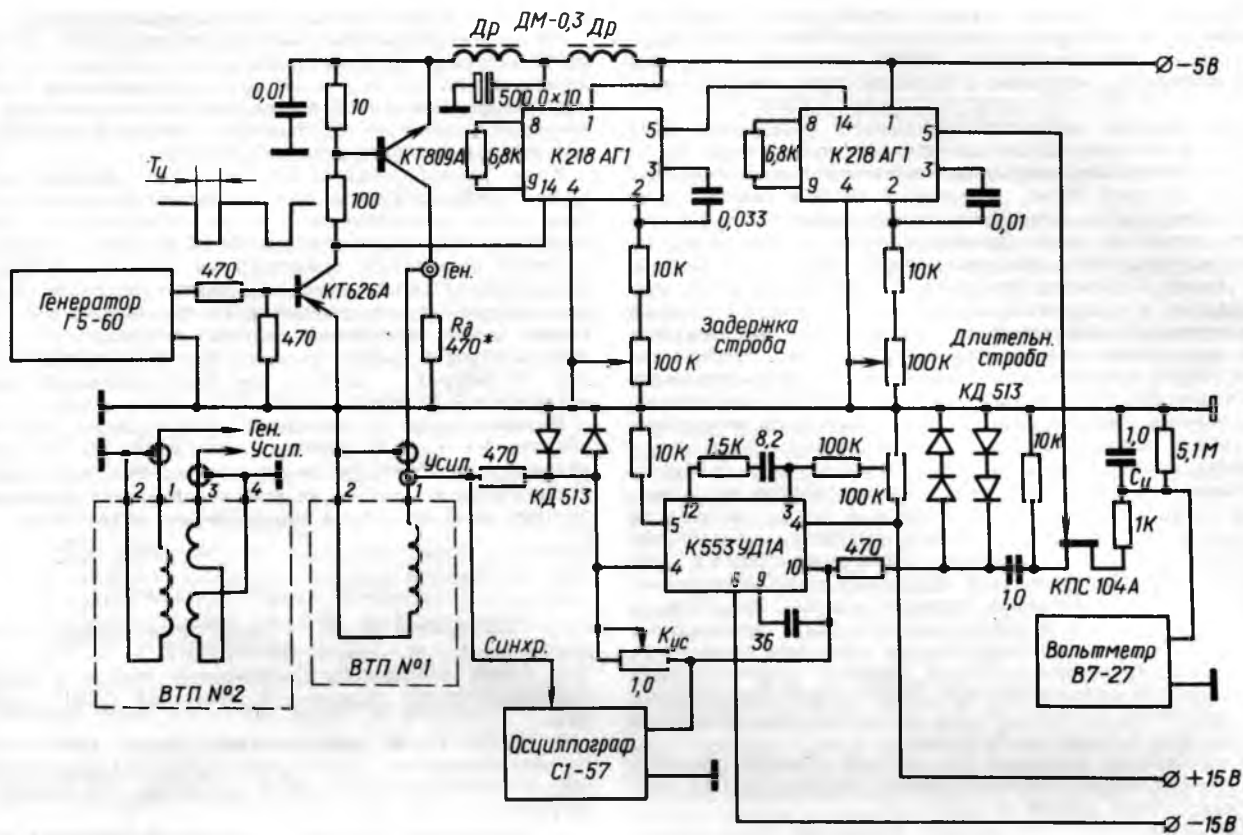 Др ДМ-0,3 Др
-5В
0,01
10
500,0×10
8 1 5
К218 АГ1
3
9 14 4 2
6,8К
8 14 1 5
К218 АГ1
3
9 4 2
6,8К
КТ809А
0,033
0,01
Tи
100
10К
10К
470
Ген.
КТ626А
Генератор
Г5-60
470
Rд
470*
Задержка
строба
100К
Длительн.
строба
100К
КД 513
Ген.
Усил.
Усил.
470
КД 513
10К
1,5К
8,2
100К
100К
10К
1,0
5,1М
Cи
2 1 3 4
2 1
12 3
5 4
К553УД1А
4 10
6 9
470
1К
1,0
КПС 104А
36
Kус
1,0
Синхр.
ВТП №2
ВТП №1
Вольтметр
В7-27
Осциллограф
С1-57
+15В
-15В